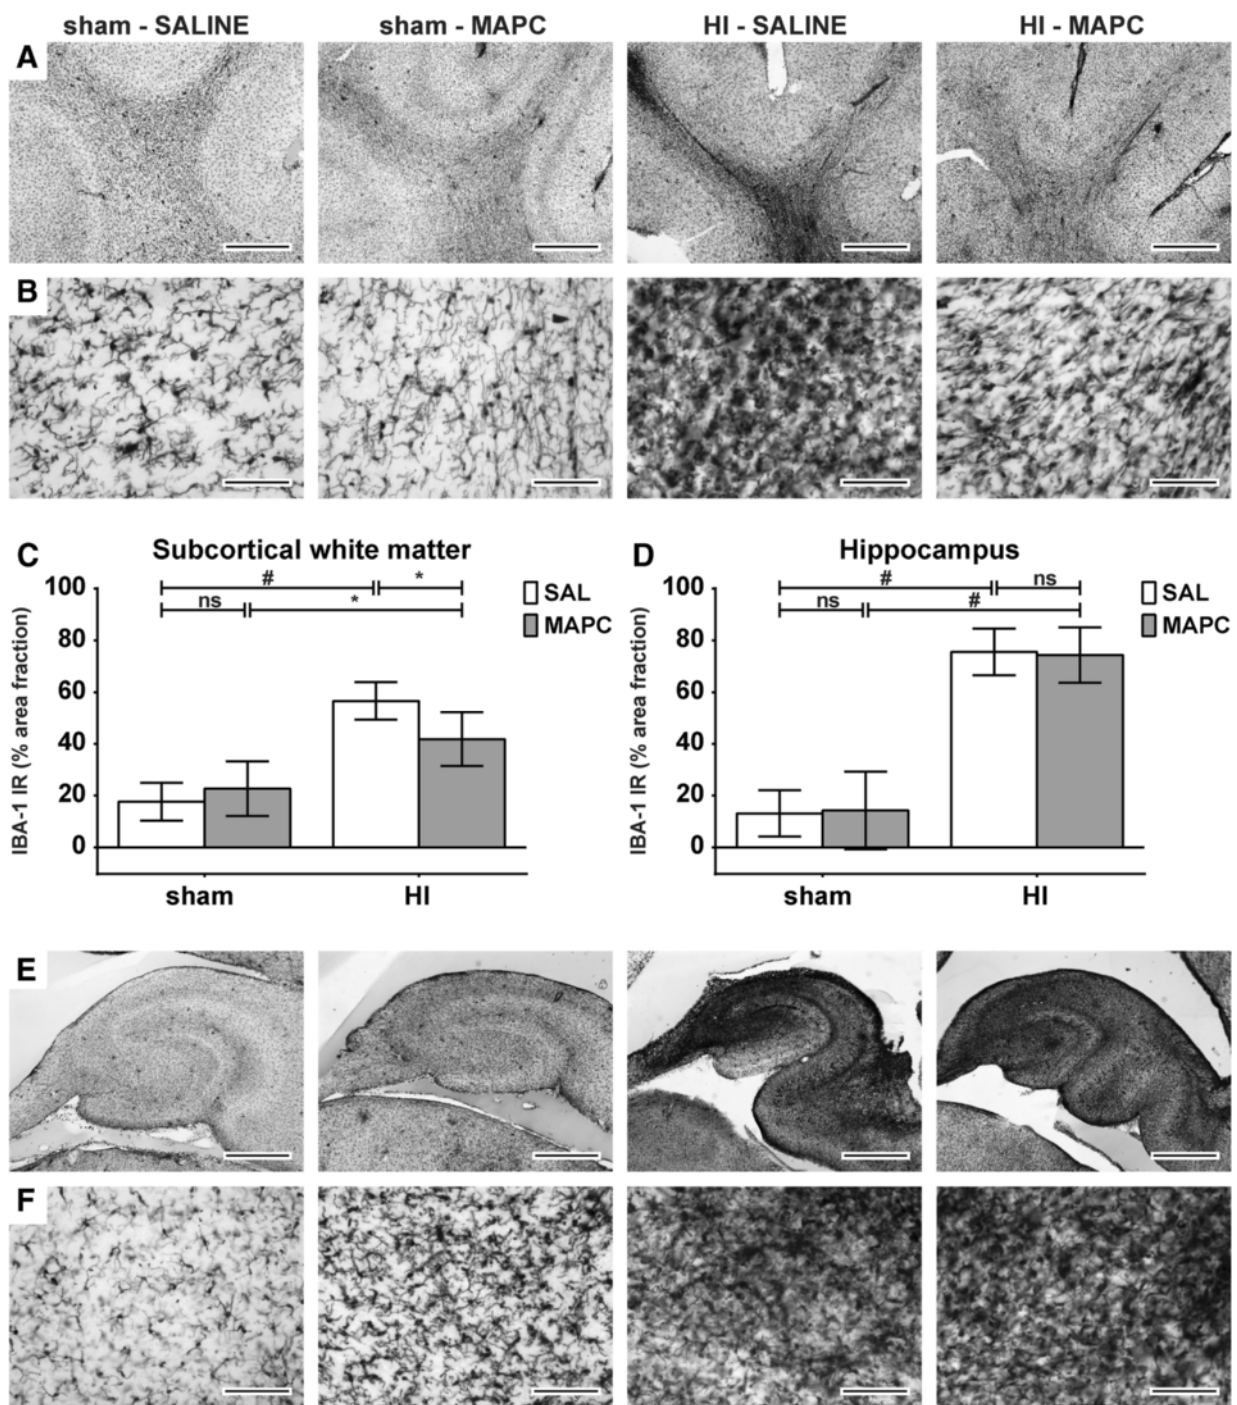 sham - SALINE sham - MAPC HI - SALINE HI - MAPC
A
B
C Subcortical white matter
D Hippocampus
IBA-1 IR (% area fraction)
100
80
60
40
20
0
# *
ns *
SAL
MAPC
sham HI
IBA-1 IR (% area fraction)
100
80
60
40
20
0
# ns
ns #
SAL
MAPC
sham HI
E
F